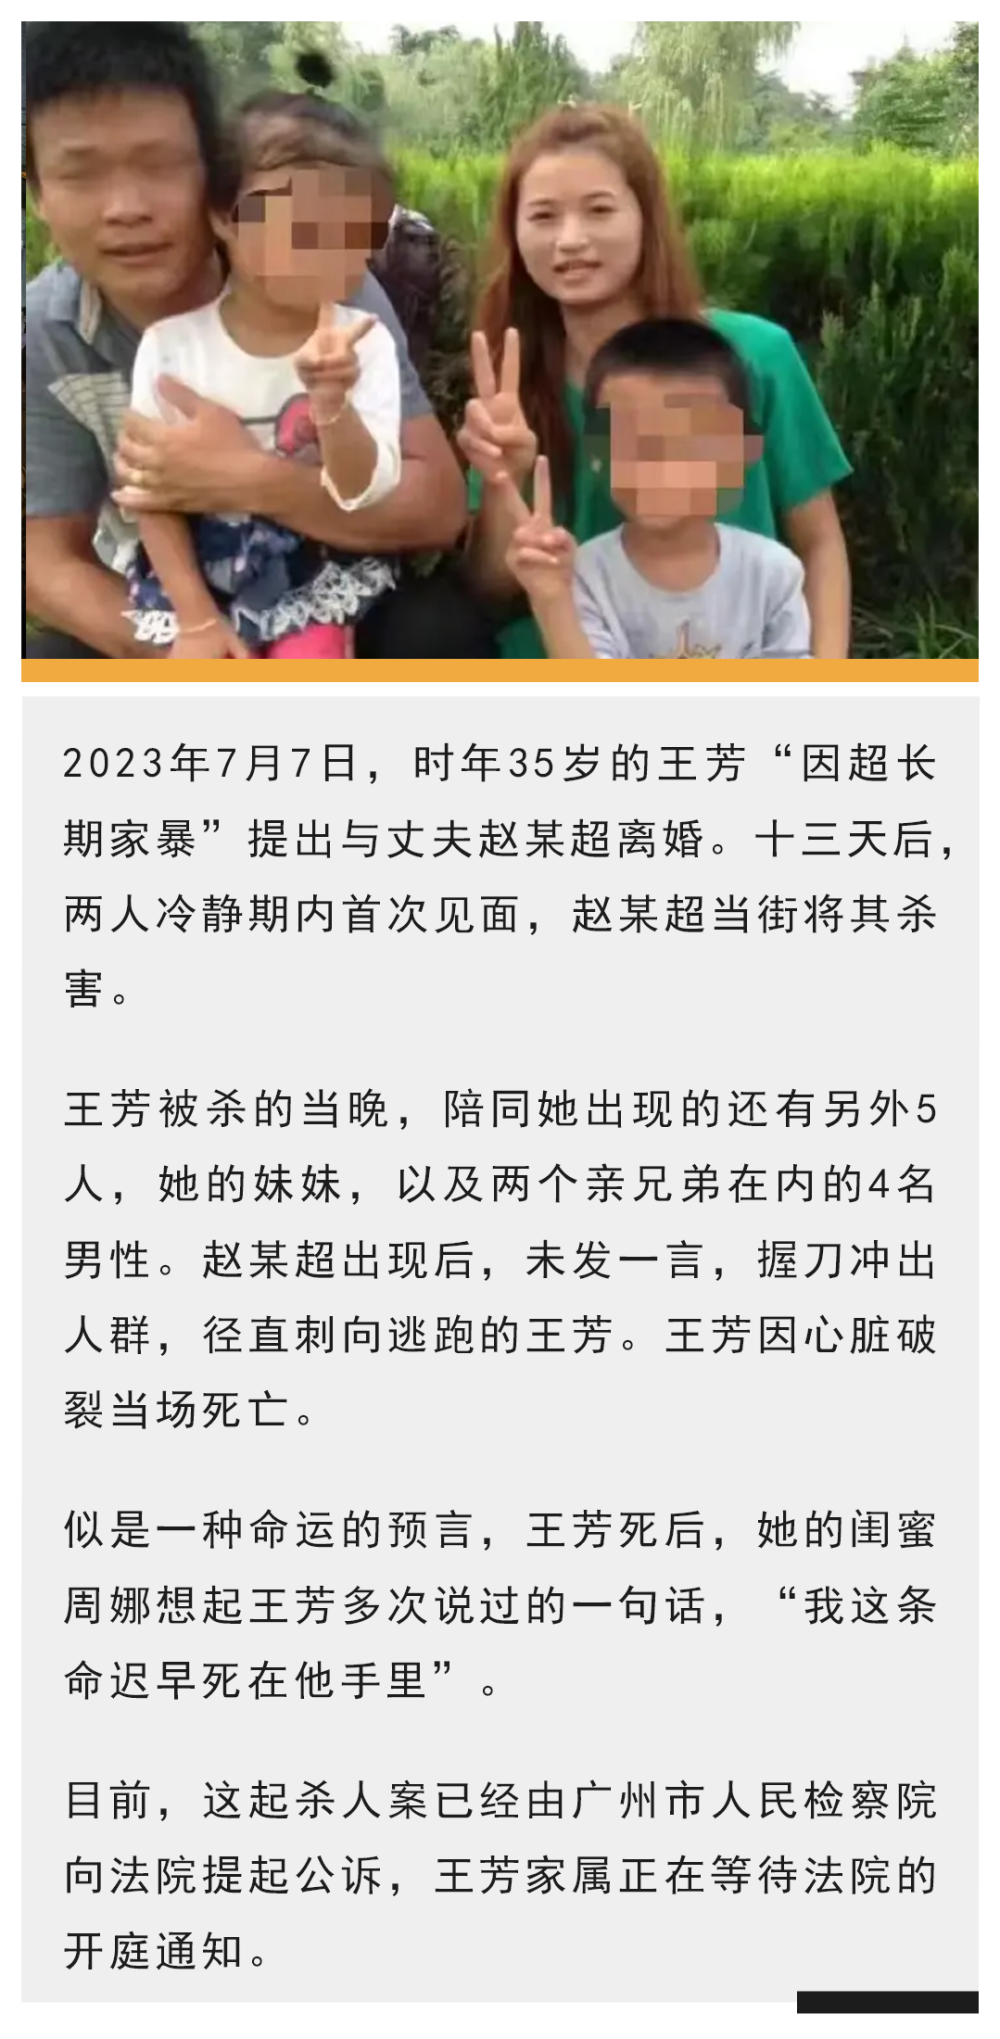 2023年7月7日，时年35岁的王芳“因超长
期家暴”提出与丈夫赵某超离婚。十三天后，
两人冷静期内首次见面，赵某超当街将其杀
害。
王芳被杀的当晚，陪同她出现的还有另外5
人，她的妹妹，以及两个亲兄弟在内的4名
男性。赵某超出现后，未发一言，握刀冲出
人群，径直刺向逃跑的王芳。王芳因心脏破
裂当场死亡。
似是一种命运的预言，王芳死后，她的闺蜜
周娜想起王芳多次说过的一句话，“我这条
命迟早死在他手里”。
目前，这起杀人案已经由广州市人民检察院
向法院提起公诉，王芳家属正在等待法院的
开庭通知。